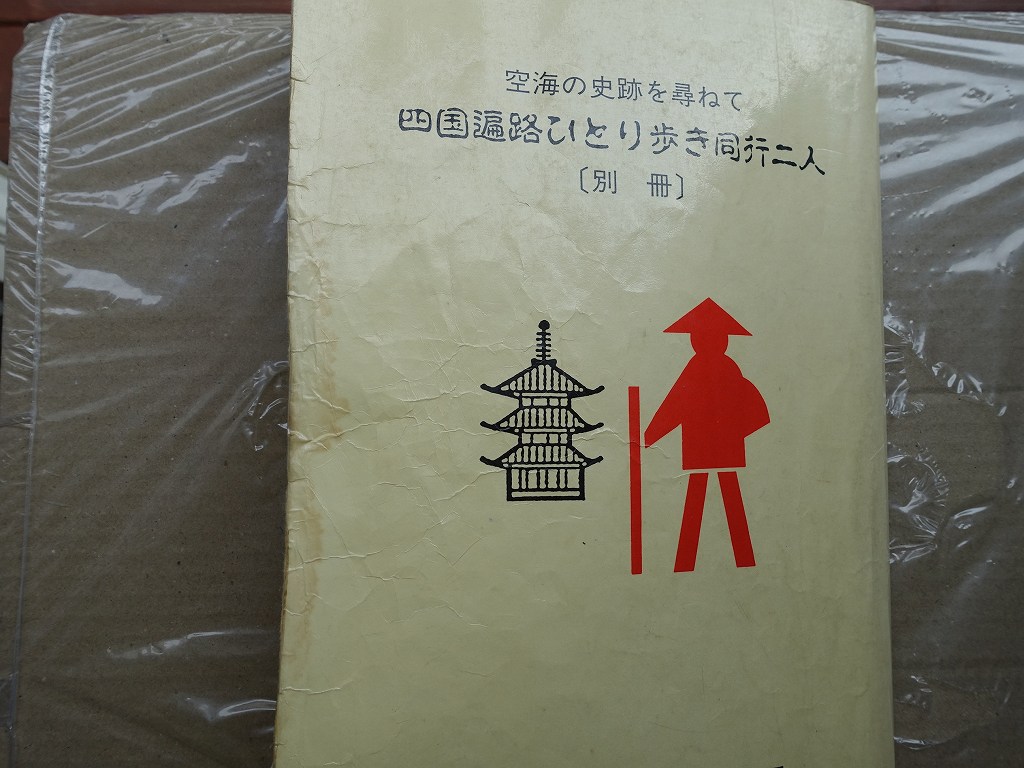 空海の史跡を尋ねて
四国遍路ひとり歩き同行二人
〔別 冊〕